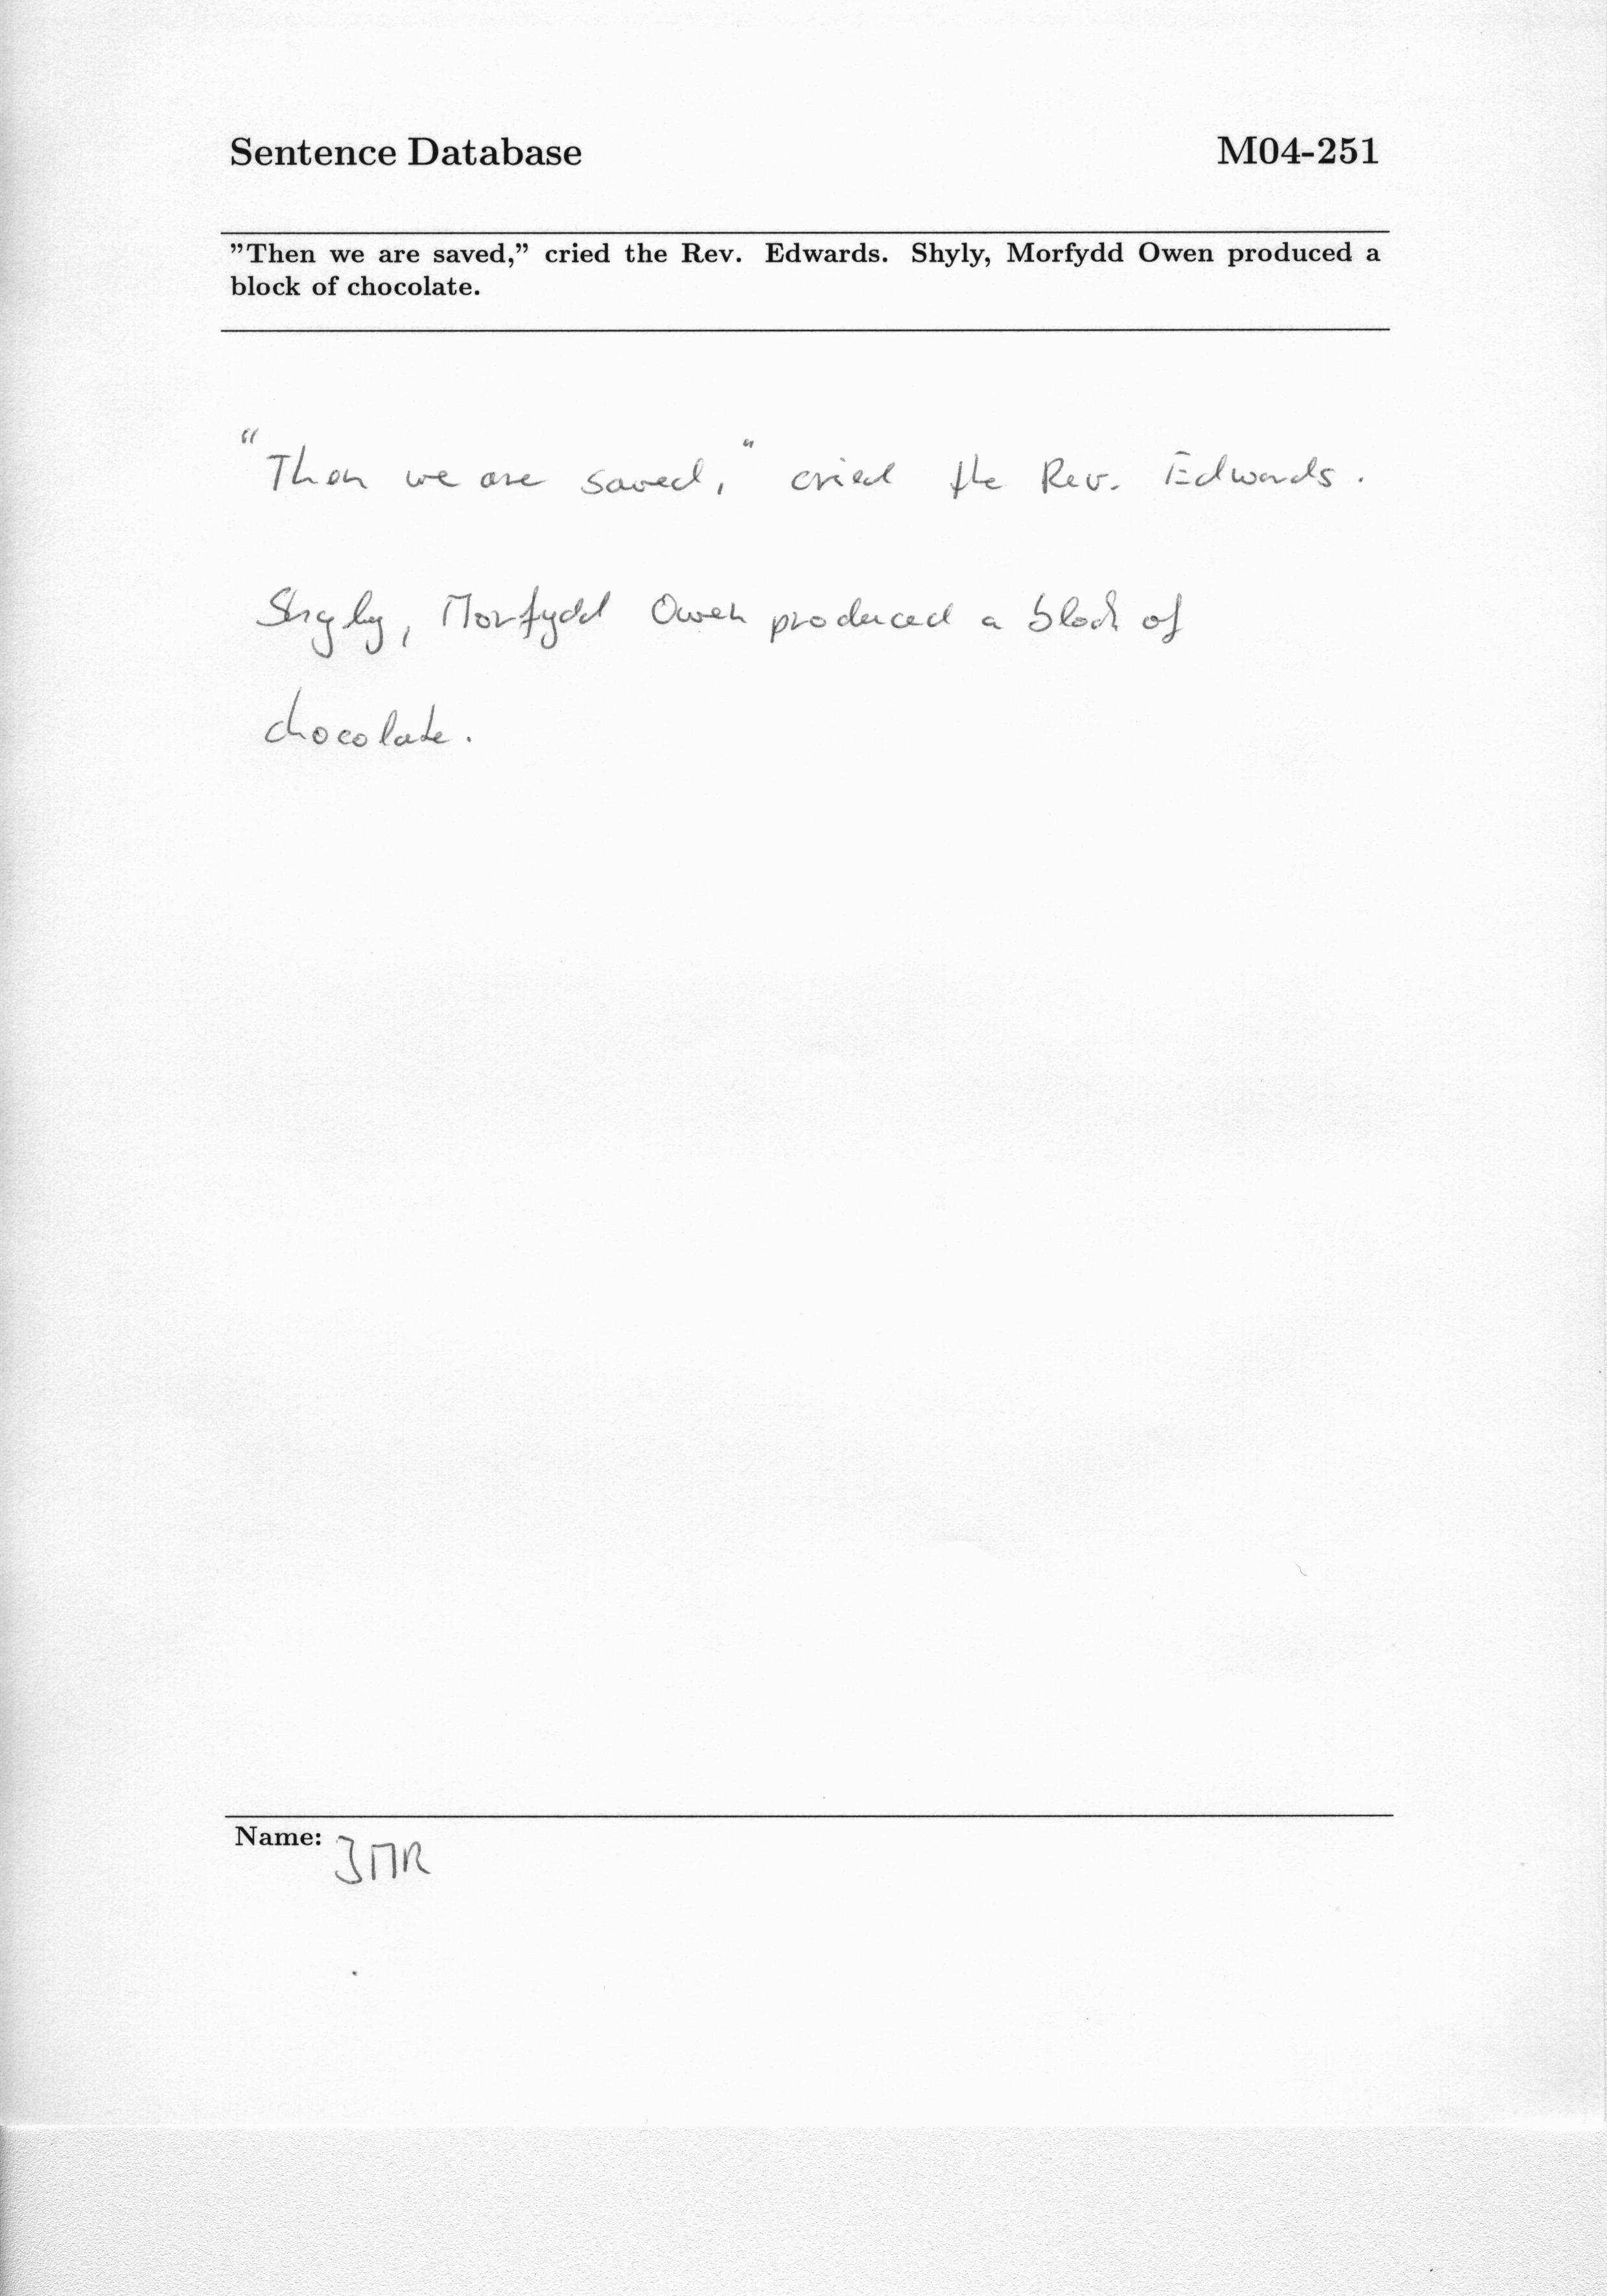 Sentence Database M04-251
"Then we are saved," cried the Rev. Edwards. Shyly, Morfydd Owen produced a
block of chocolate.
"Then we are saved," cried the Rev. Edwards.
Shyly, Morfydd Owen produced a block of
chocolate.
Name: JMR